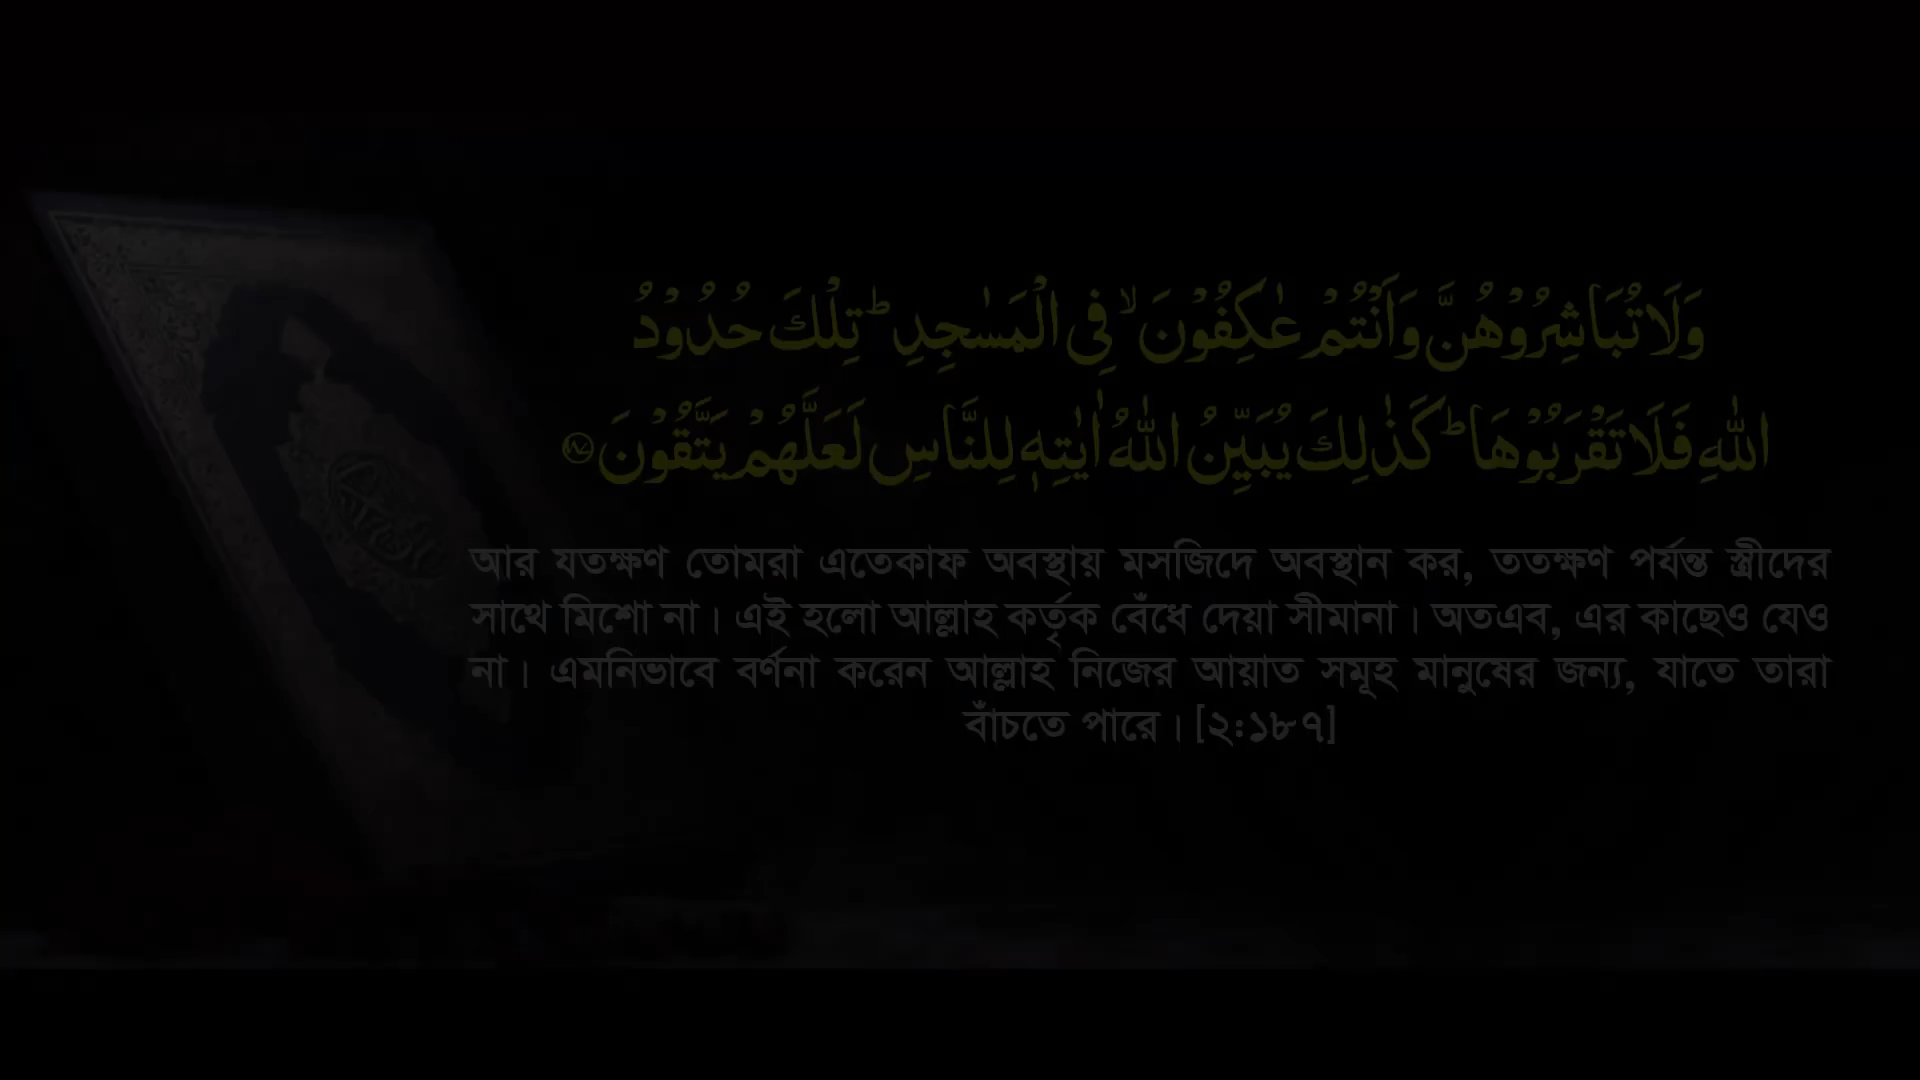 وَلَا تُبَاشِرُوْهُنَّ وَاَنْتُمْ عٰكِفُوْنَ ۙ فِى الْمَسٰجِدِ ؕ تِلْكَ حُدُوْدُ
اللّٰهِ فَلَا تَقْرَبُوْهَا ؕ كَذٰلِكَ يُبَيِّنُ اللّٰهُ اٰيٰتِهٖ لِلنَّاسِ لَعَلَّهُمْ يَتَّقُوْنَ
আর যতক্ষণ তোমরা এতেকাফ অবস্থায় মসজিদে অবস্থান কর, ততক্ষণ পর্যন্ত স্ত্রীদের
সাথে মিশো না। এই হলো আল্লাহ কর্তৃক বেঁধে দেয়া সীমানা। অতএব, এর কাছেও যেও
না। এমনিভাবে বর্ণনা করেন আল্লাহ নিজের আয়াত সমূহ মানুষের জন্য, যাতে তারা
বাঁচতে পারে। [২:১৮৭]